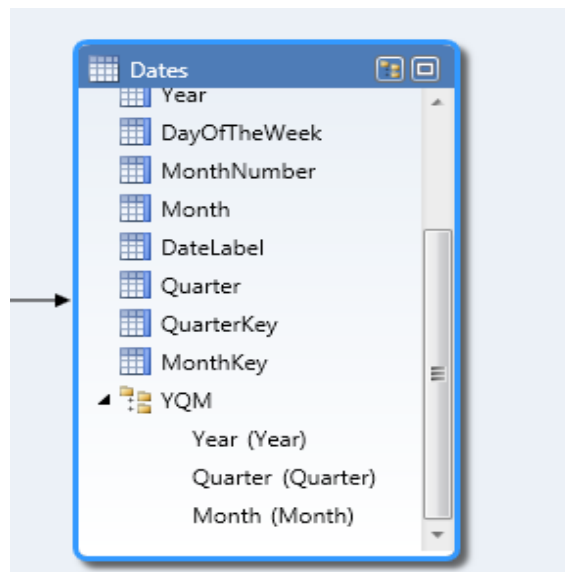 Dates
Year
DayOfTheWeek
MonthNumber
Month
DateLabel
Quarter
QuarterKey
MonthKey
YQM
Year (Year)
Quarter (Quarter)
Month (Month)